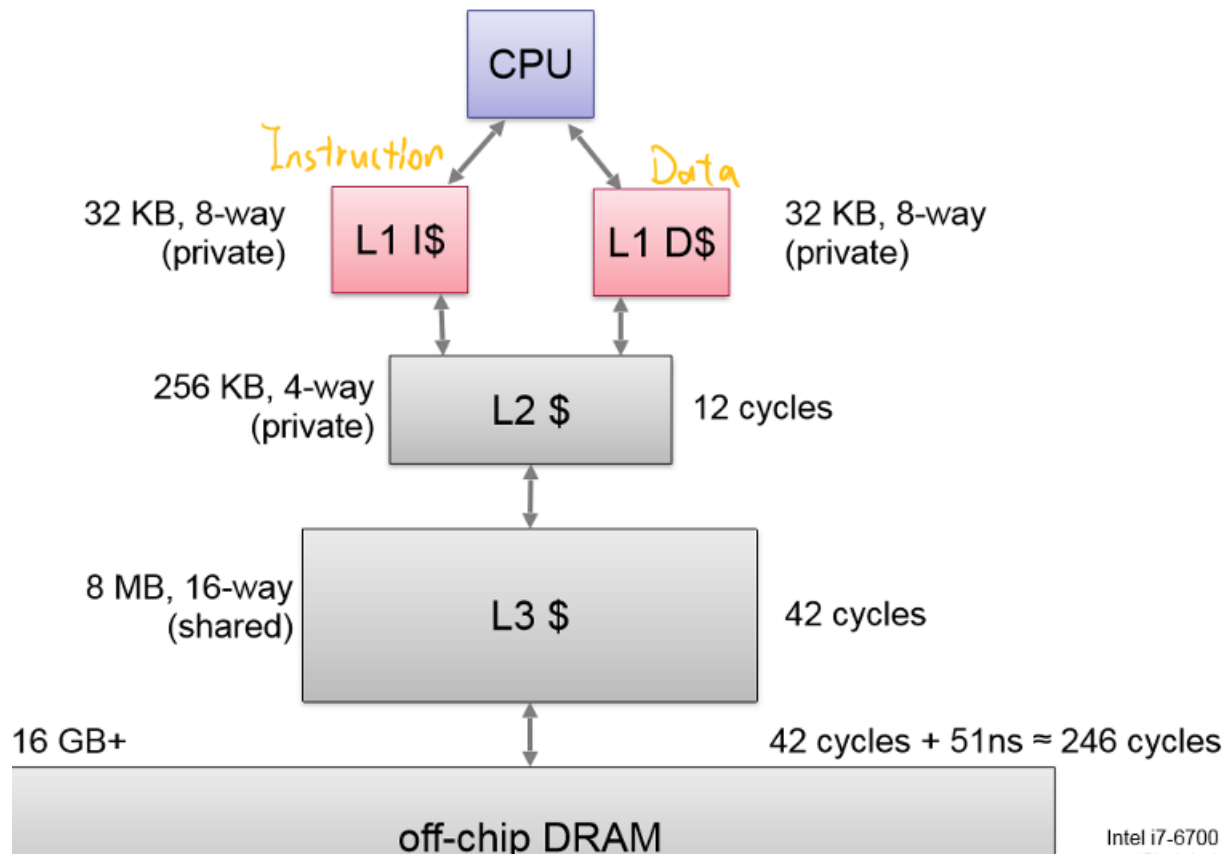 CPU
Instruction
Data
32 KB, 8-way
(private)
L1 I$
L1 D$
32 KB, 8-way
(private)
256 KB, 4-way
(private)
L2 $
12 cycles
8 MB, 16-way
(shared)
L3 $
42 cycles
16 GB+
42 cycles + 51ns ≈ 246 cycles
off-chip DRAM
Intel i7-6700